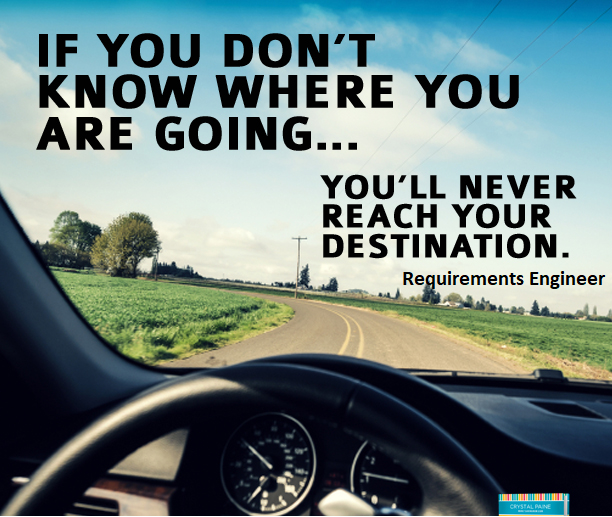 IF YOU DON'T
KNOW WHERE YOU
ARE GOING...
YOU'LL NEVER
REACH YOUR
DESTINATION.
Requirements Engineer
CRYSTAL PAINE